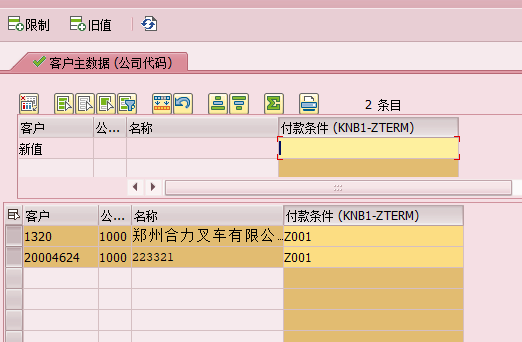 限制 旧值
客户主数据 (公司代码)
2 条目
客户 公... 名称 付款条件 (KNB1-ZTERM)
新值
客户 公... 名称 付款条件 (KNB1-ZTERM)
1320 1000 郑州合力叉车有限公... Z001
20004624 1000 223321 Z001